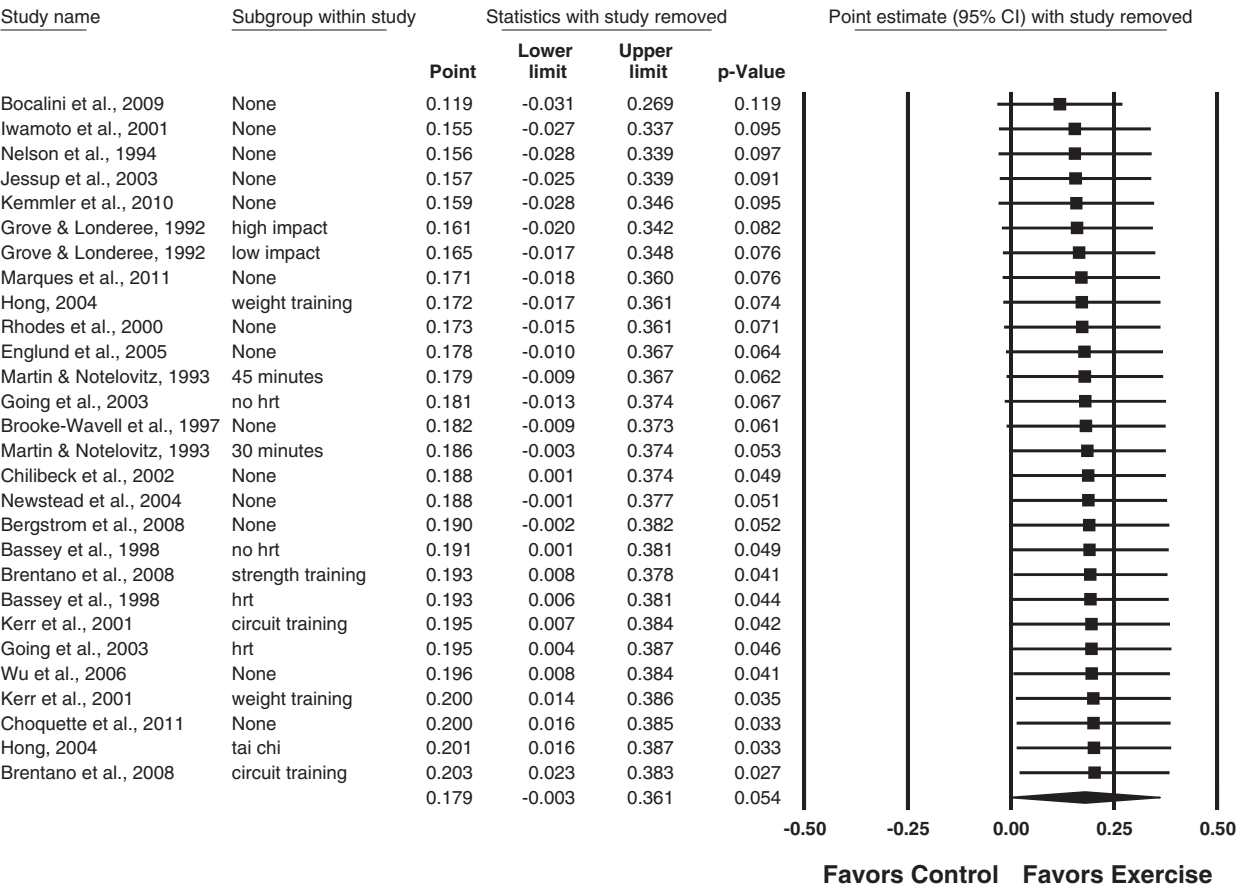 Study name Subgroup within study Statistics with study removed Point estimate (95% CI) with study removed
Lower Upper
Point limit limit p-Value
Bocalini et al., 2009 None 0.119 -0.031 0.269 0.119
Iwamoto et al., 2001 None 0.155 -0.027 0.337 0.095
Nelson et al., 1994 None 0.156 -0.028 0.339 0.097
Jessup et al., 2003 None 0.157 -0.025 0.339 0.091
Kemmler et al., 2010 None 0.159 -0.028 0.346 0.095
Grove & Londeree, 1992 high impact 0.161 -0.020 0.342 0.082
Grove & Londeree, 1992 low impact 0.165 -0.017 0.348 0.076
Marques et al., 2011 None 0.171 -0.018 0.360 0.076
Hong, 2004 weight training 0.172 -0.017 0.361 0.074
Rhodes et al., 2000 None 0.173 -0.015 0.361 0.071
Englund et al., 2005 None 0.178 -0.010 0.367 0.064
Martin & Notelovitz, 1993 45 minutes 0.179 -0.009 0.367 0.062
Going et al., 2003 no hrt 0.181 -0.013 0.374 0.067
Brooke-Wavell et al., 1997 None 0.182 -0.009 0.373 0.061
Martin & Notelovitz, 1993 30 minutes 0.186 -0.003 0.374 0.053
Chilibeck et al., 2002 None 0.188 0.001 0.374 0.049
Newstead et al., 2004 None 0.188 -0.001 0.377 0.051
Bergstrom et al., 2008 None 0.190 -0.002 0.382 0.052
Bassey et al., 1998 no hrt 0.191 0.001 0.381 0.049
Brentano et al., 2008 strength training 0.193 0.008 0.378 0.041
Bassey et al., 1998 hrt 0.193 0.006 0.381 0.044
Kerr et al., 2001 circuit training 0.195 0.007 0.384 0.042
Going et al., 2003 hrt 0.195 0.004 0.387 0.046
Wu et al., 2006 None 0.196 0.008 0.384 0.041
Kerr et al., 2001 weight training 0.200 0.014 0.386 0.035
Choquette et al., 2011 None 0.200 0.016 0.385 0.033
Hong, 2004 tai chi 0.201 0.016 0.387 0.033
Brentano et al., 2008 circuit training 0.203 0.023 0.383 0.027
0.179 -0.003 0.361 0.054
-0.50 -0.25 0.00 0.25 0.50
Favors Control Favors Exercise